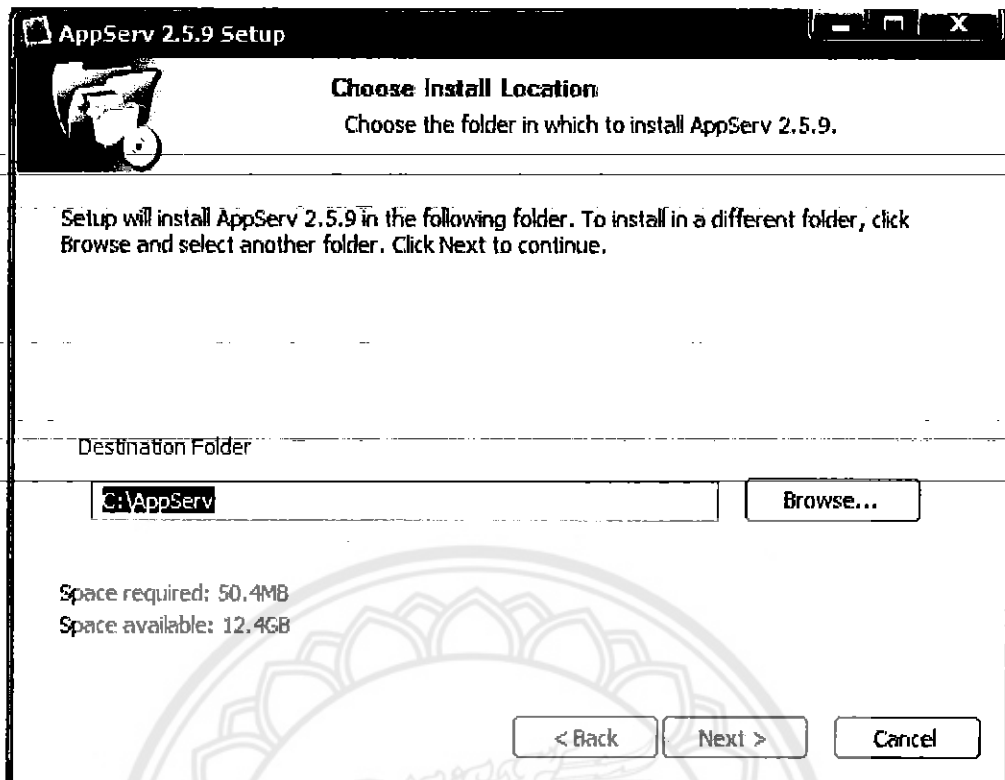 AppServ 2.5.9 Setup
Choose Install Location
Choose the folder in which to install AppServ 2.5.9.
Setup will install AppServ 2.5.9 in the following folder. To install in a different folder, click
Browse and select another folder. Click Next to continue.
Destination Folder
C:\AppServ
Browse...
Space required: 50.4MB
Space available: 12.4GB
< Back
Next >
Cancel